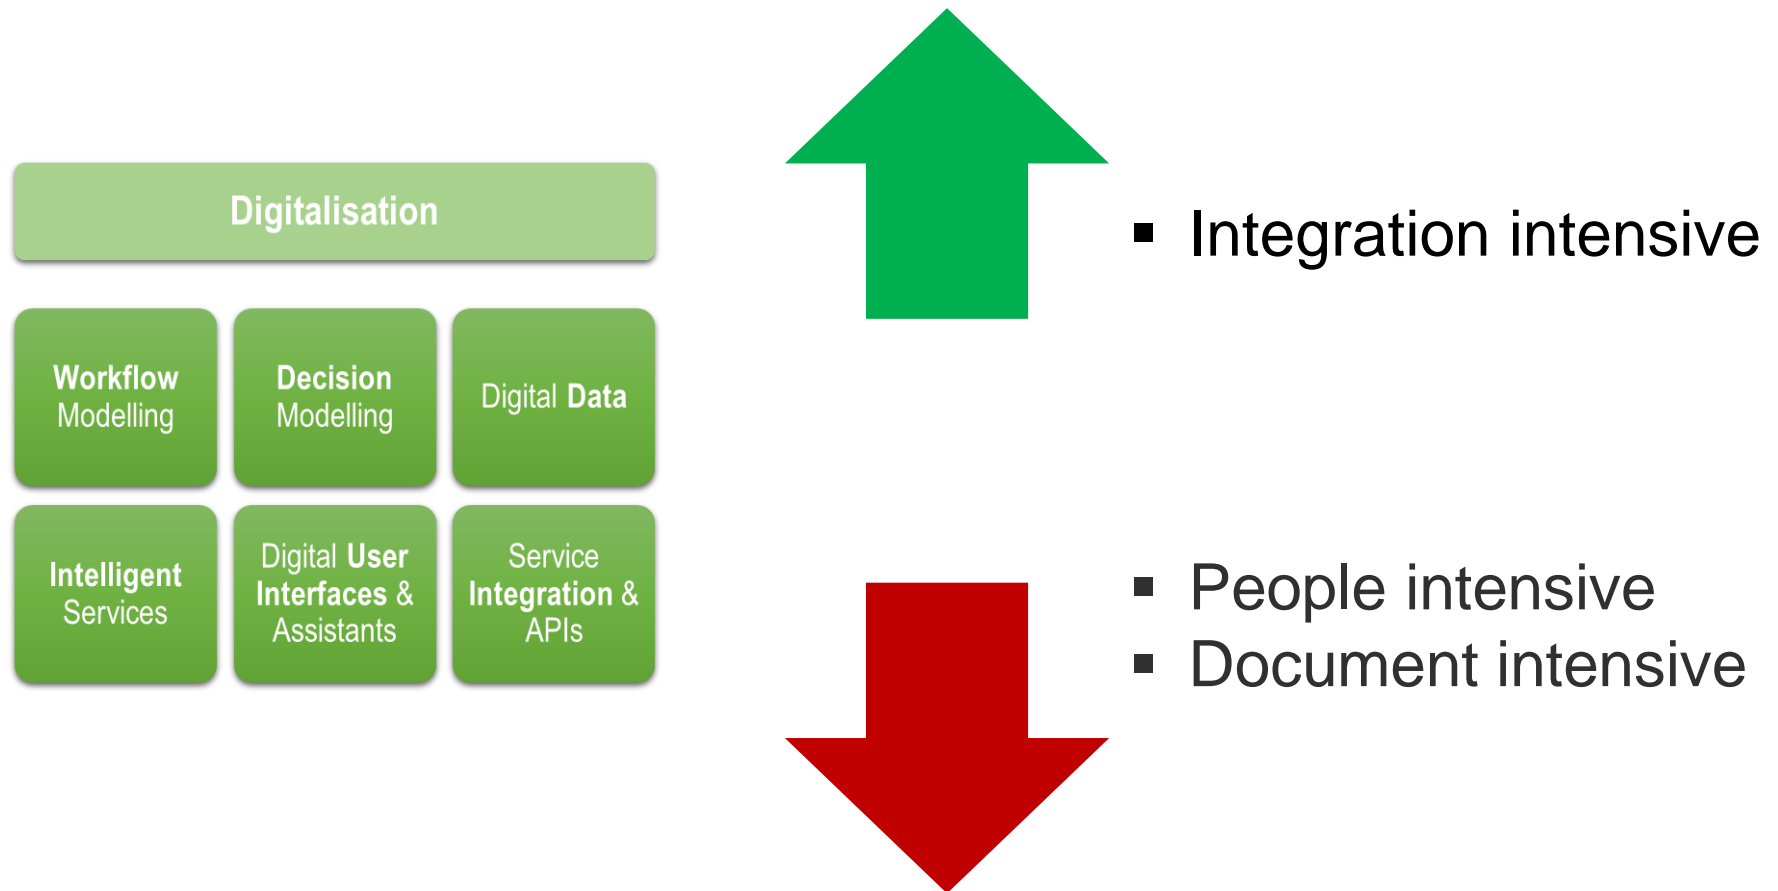 Digitalisation
Workflow
Modelling
Decision
Modelling
Digital Data
Intelligent
Services
Digital User
Interfaces &
Assistants
Service
Integration &
APIs
▪ Integration intensive
▪ People intensive
▪ Document intensive